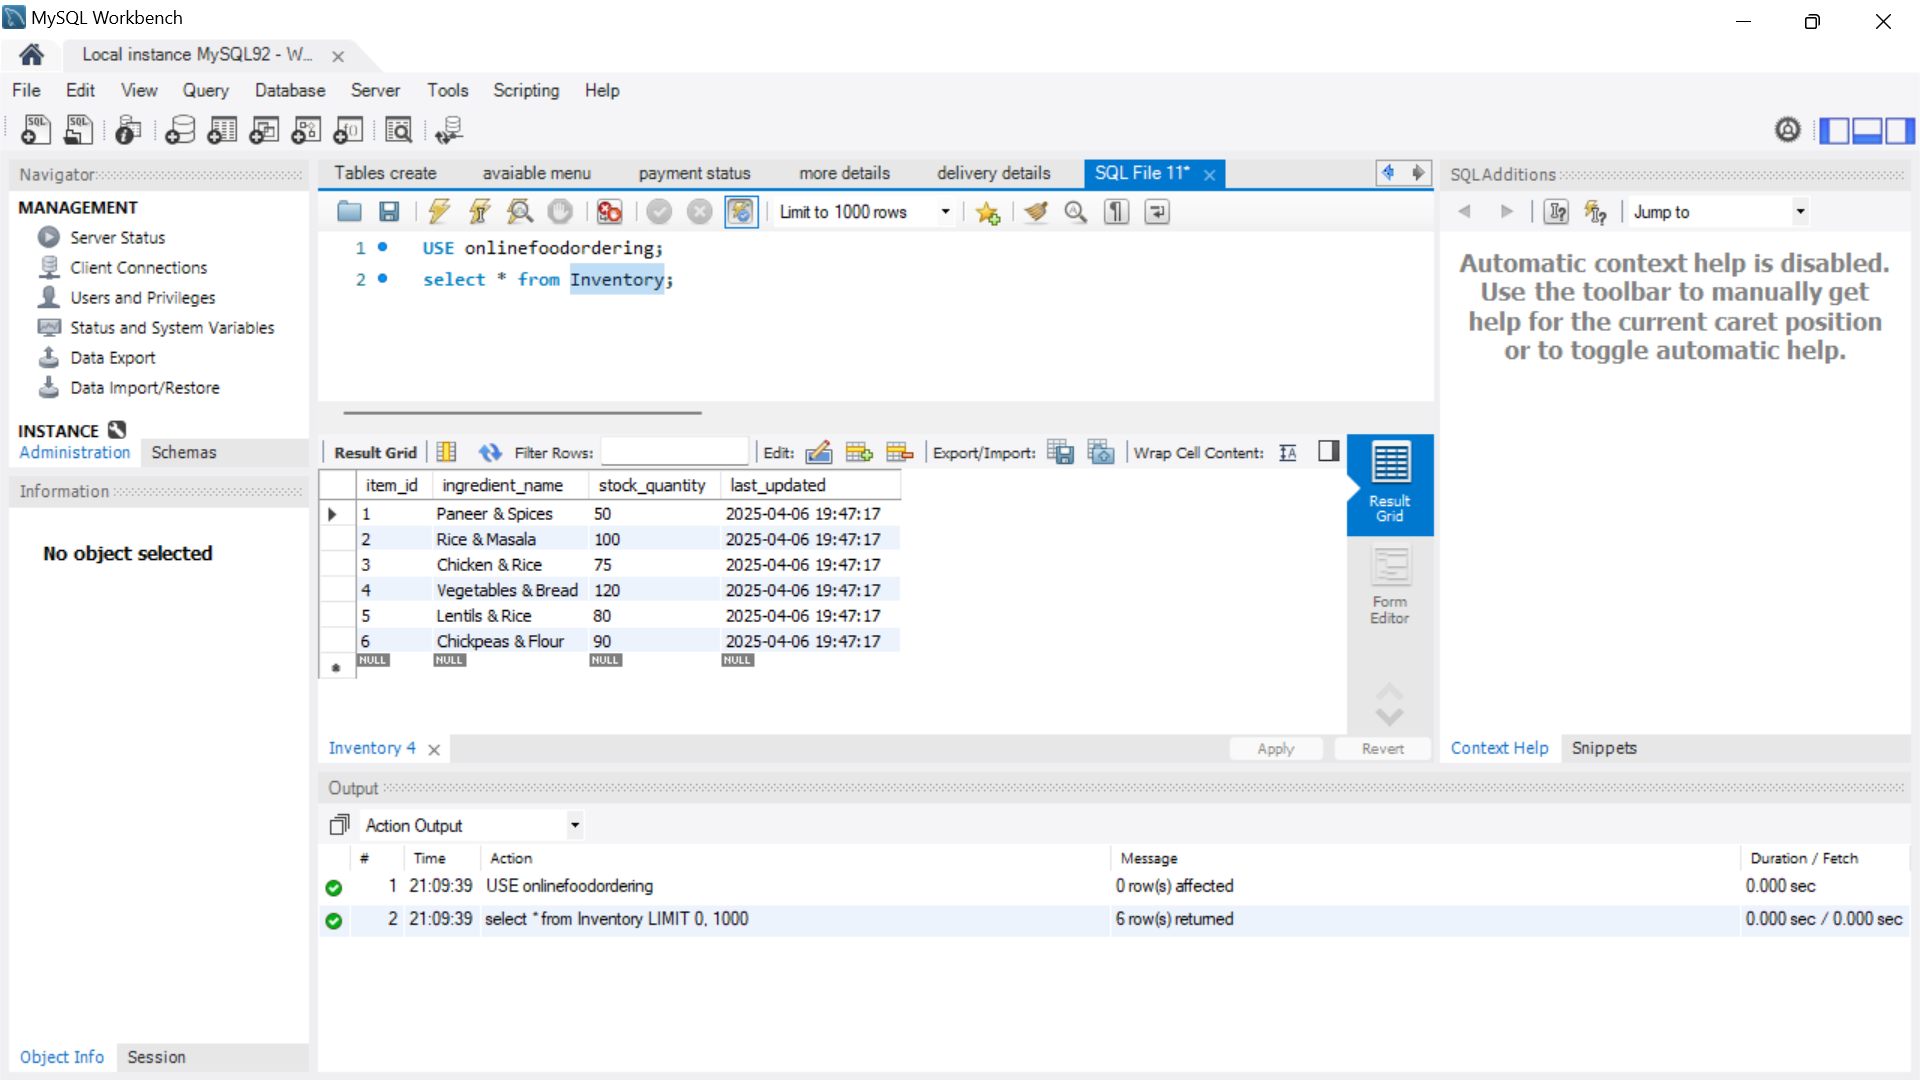 MySQL Workbench
Local instance MySQL92 - W...
File Edit View Query Database Server Tools Scripting Help
Navigator
MANAGEMENT
Server Status
Client Connections
Users and Privileges
Status and System Variables
Data Export
Data Import/Restore
INSTANCE
Administration Schemas
Information
No object selected
Object Info Session
Tables create avaiable menu payment status more details delivery details SQL File 11*
Limit to 1000 rows
1 USE onlinefoodordering;
2 select * from Inventory;
Result Grid Filter Rows: Edit: Export/Import: Wrap Cell Content:
item_id ingredient_name stock_quantity last_updated
1 Paneer & Spices 50 2025-04-06 19:47:17
2 Rice & Masala 100 2025-04-06 19:47:17
3 Chicken & Rice 75 2025-04-06 19:47:17
4 Vegetables & Bread 120 2025-04-06 19:47:17
5 Lentils & Rice 80 2025-04-06 19:47:17
6 Chickpeas & Flour 90 2025-04-06 19:47:17
NULL NULL NULL NULL
Result
Grid
Form
Editor
Inventory 4 Apply Revert
SQLAdditions
Jump to
Automatic context help is disabled.
Use the toolbar to manually get
help for the current caret position
or to toggle automatic help.
Context Help Snippets
Output
Action Output
# Time Action Message Duration / Fetch
1 21:09:39 USE onlinefoodordering 0 row(s) affected 0.000 sec
2 21:09:39 select * from Inventory LIMIT 0, 1000 6 row(s) returned 0.000 sec / 0.000 sec